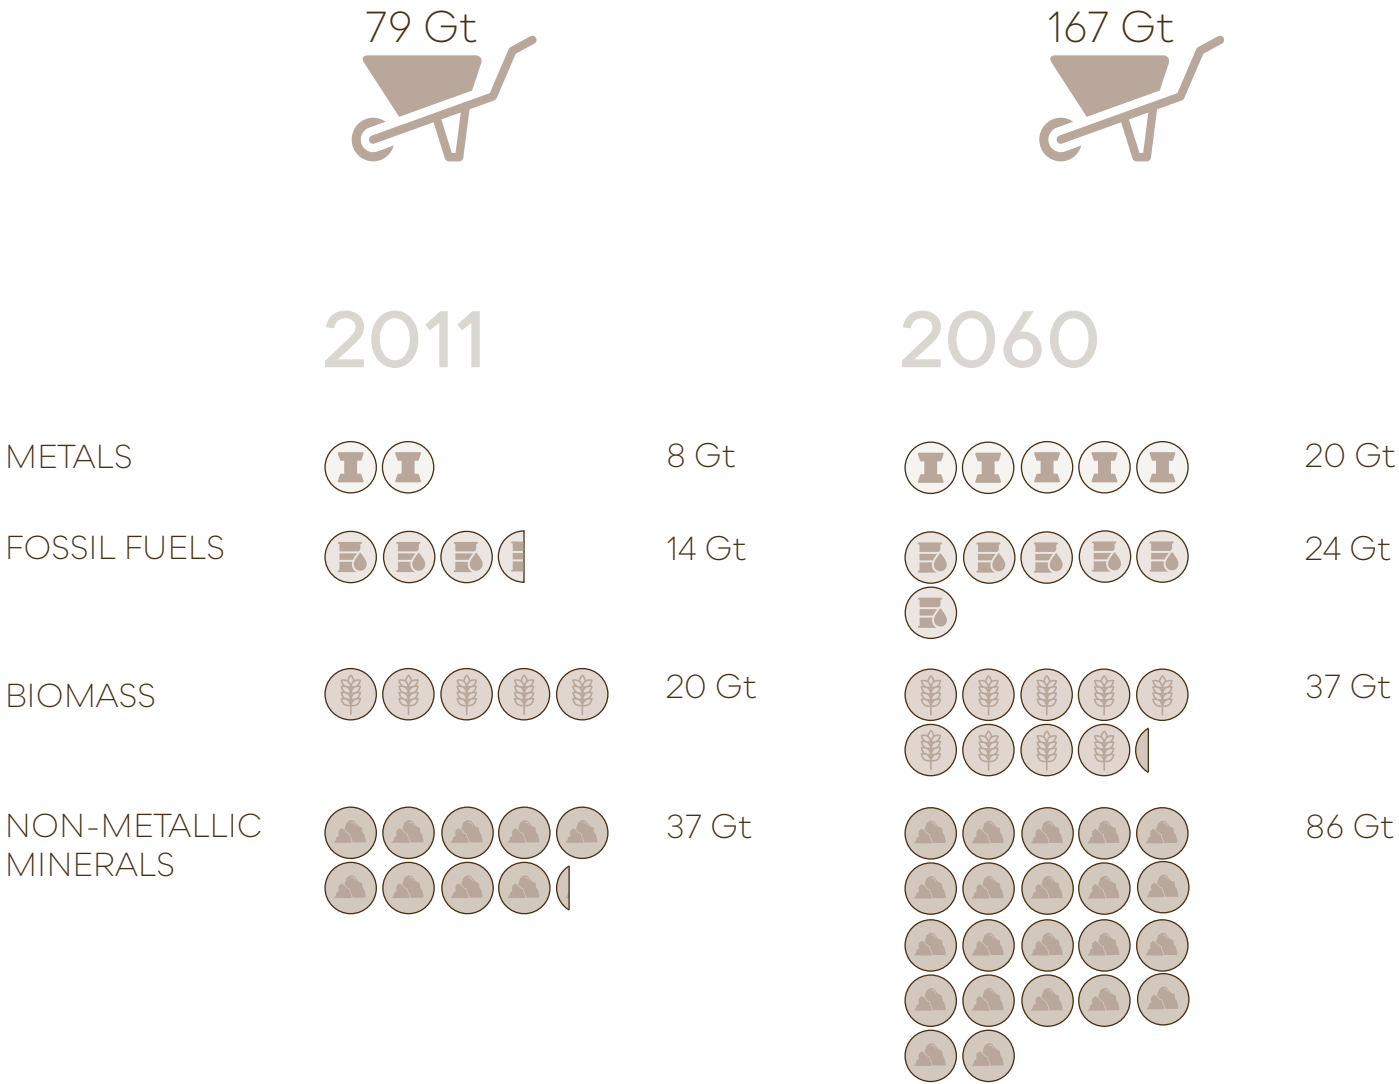 79 Gt
167 Gt
2011
2060
METALS
8 Gt
20 Gt
FOSSIL FUELS
14 Gt
24 Gt
BIOMASS
20 Gt
37 Gt
NON-METALLIC
MINERALS
37 Gt
86 Gt